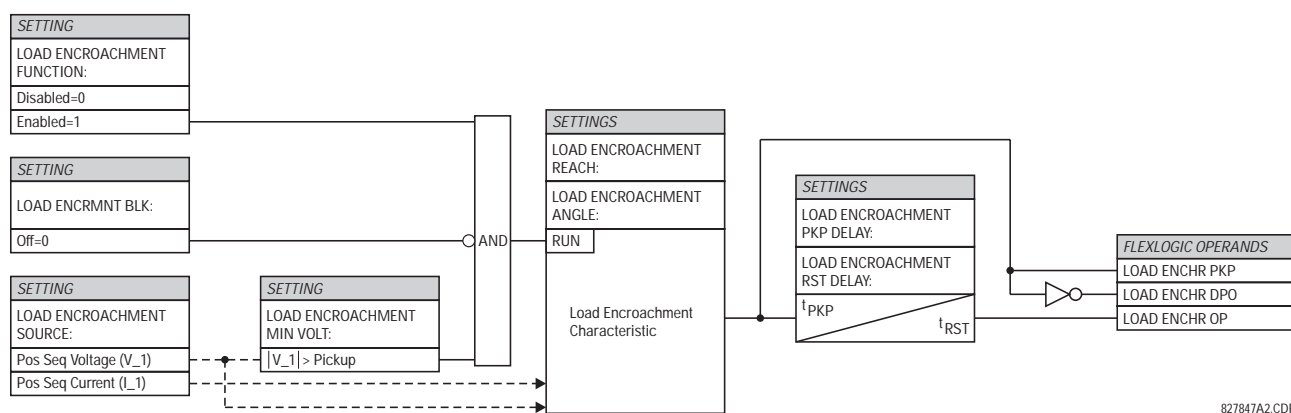 SETTING
LOAD ENCROACHMENT
FUNCTION:
Disabled=0
Enabled=1
SETTING
LOAD ENCRMNT BLK:
Off=0
SETTING
LOAD ENCROACHMENT
SOURCE:
Pos Seq Voltage (V_1)
Pos Seq Current (I_1)
SETTING
LOAD ENCROACHMENT
MIN VOLT:
|V_1| > Pickup
AND
SETTINGS
LOAD ENCROACHMENT
REACH:
LOAD ENCROACHMENT
ANGLE:
RUN
Load Enroachment
Characteristic
SETTINGS
LOAD ENCROACHMENT
PKP DELAY:
LOAD ENCROACHMENT
RST DELAY:
tPKP
tRST
FLEXLOGIC OPERANDS
LOAD ENCHR PKP
LOAD ENCHR DPO
LOAD ENCHR OP
827847A2.CDR